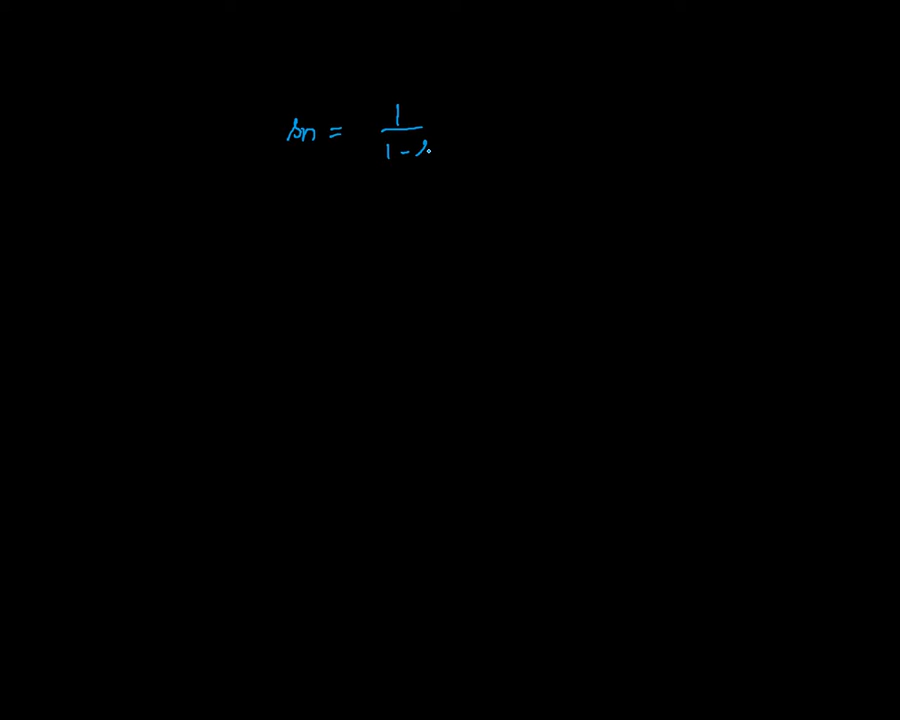 sn = 1 / 1 - r